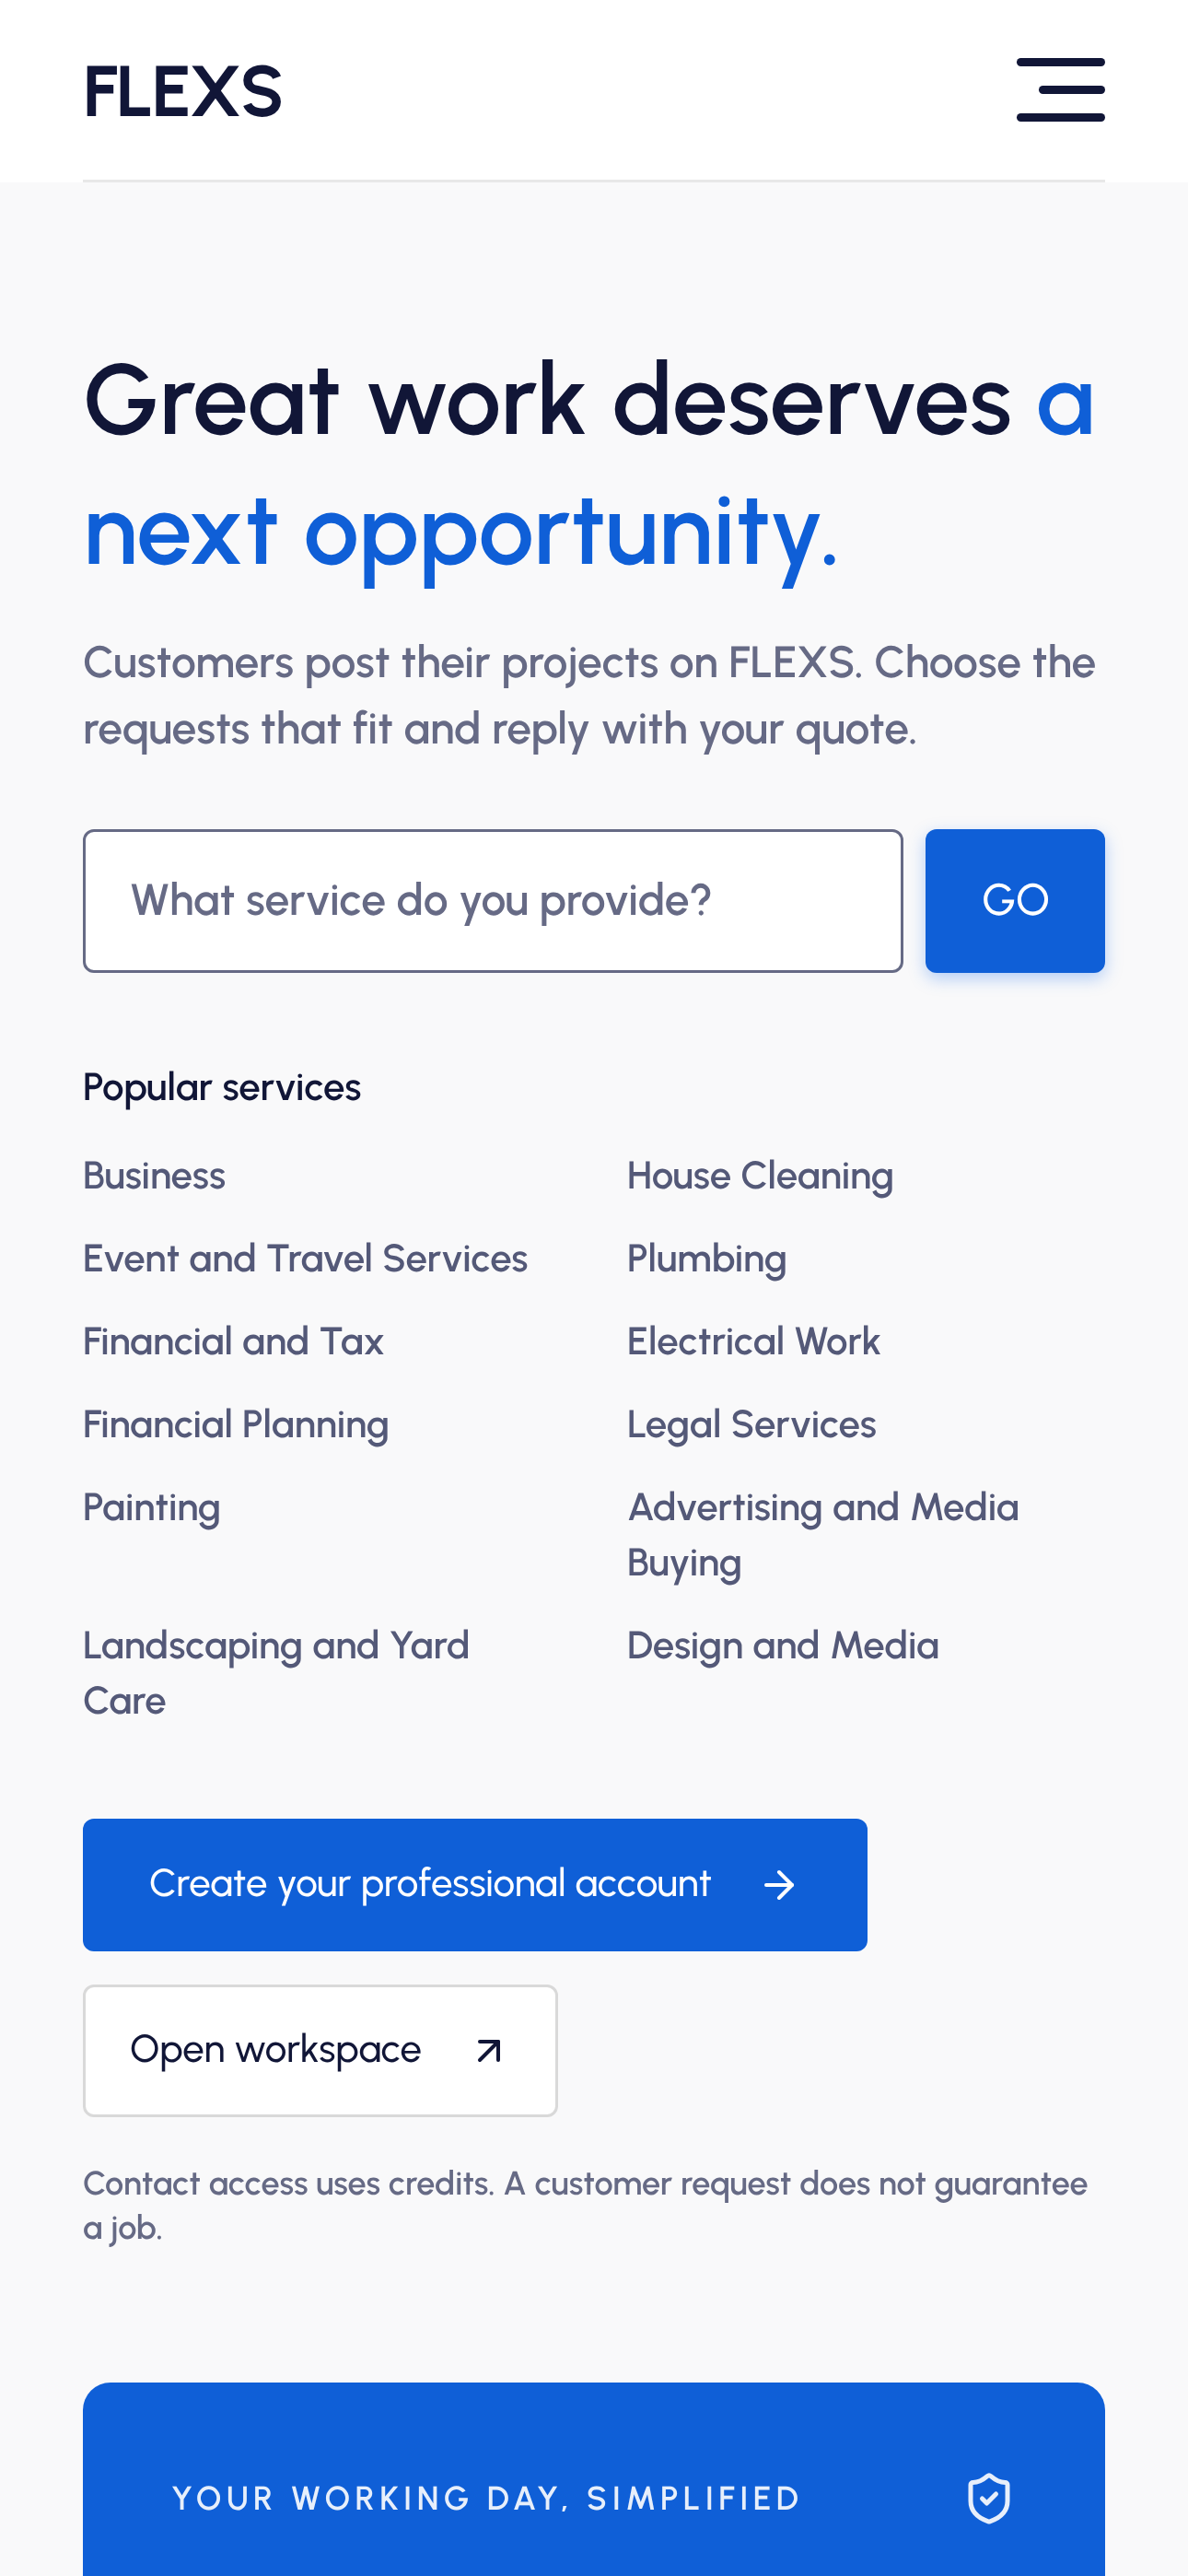 FLEXS
Great work deserves a
next opportunity.
Customers post their projects on FLEXS. Choose the
requests that fit and reply with your quote.
What service do you provide?
GO
Popular services
Business
House Cleaning
Event and Travel Services
Plumbing
Financial and Tax
Electrical Work
Financial Planning
Legal Services
Painting
Advertising and Media
Buying
Landscaping and Yard
Care
Design and Media
Create your professional account
Open workspace
Contact access uses credits. A customer request does not guarantee
a job.
YOUR WORKING DAY, SIMPLIFIED